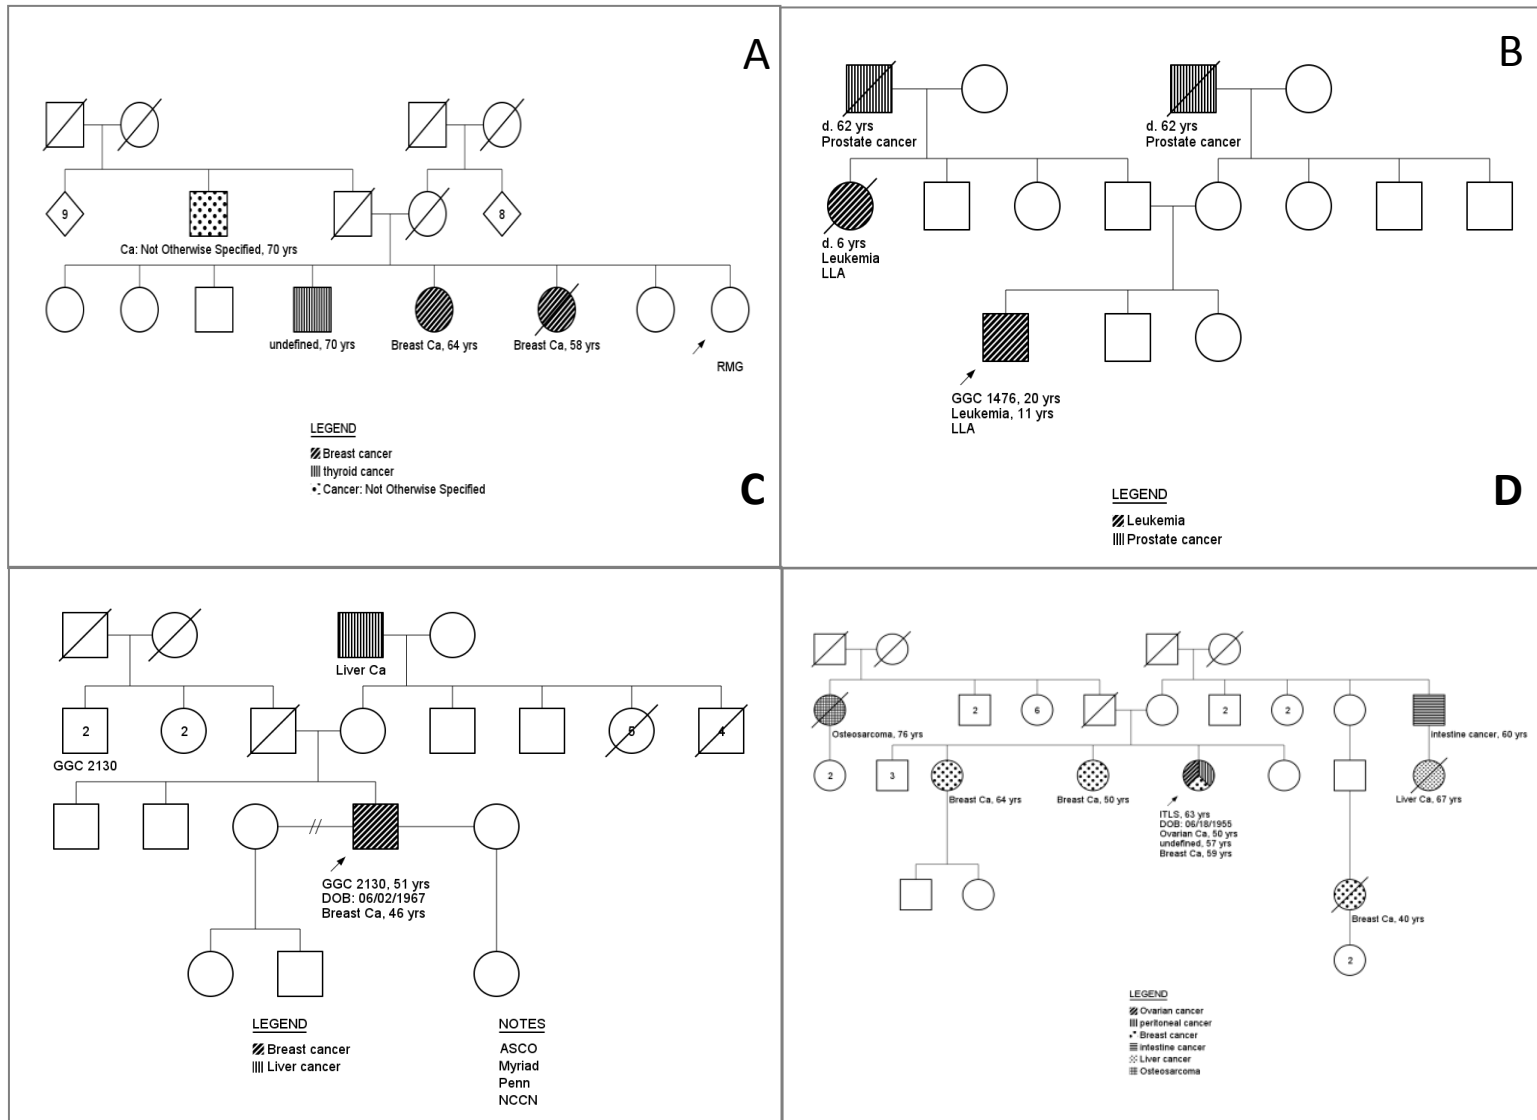 A
9
8
Ca: Not Otherwise Specified, 70 yrs
undefined, 70 yrs
Breast Ca, 64 yrs
Breast Ca, 58 yrs
RMG
LEGEND
Breast cancer
thyroid cancer
Cancer: Not Otherwise Specified
C
B
d. 62 yrs
Prostate cancer
d. 62 yrs
Prostate cancer
d. 6 yrs
Leukemia
LLA
GGC 1476, 20 yrs
Leukemia, 11 yrs
LLA
LEGEND
Leukemia
Prostate cancer
D
Liver Ca
2
2
5
4
GGC 2130
GGC 2130, 51 yrs
DOB: 06/02/1967
Breast Ca, 46 yrs
LEGEND
Breast cancer
Liver cancer
NOTES
ASCO
Myriad
Penn
NCCN
2
6
2
2
Osteosarcoma, 76 yrs
intestine cancer, 60 yrs
2
3
Breast Ca, 64 yrs
Breast Ca, 50 yrs
Liver Ca, 67 yrs
ITLS, 63 yrs
DOB: 06/18/1955
Ovarian Ca, 50 yrs
undefined, 57 yrs
Breast Ca, 59 yrs
Breast Ca, 40 yrs
2
LEGEND
Ovarian cancer
peritoneal cancer
Breast cancer
intestine cancer
Liver cancer
Osteosarcoma